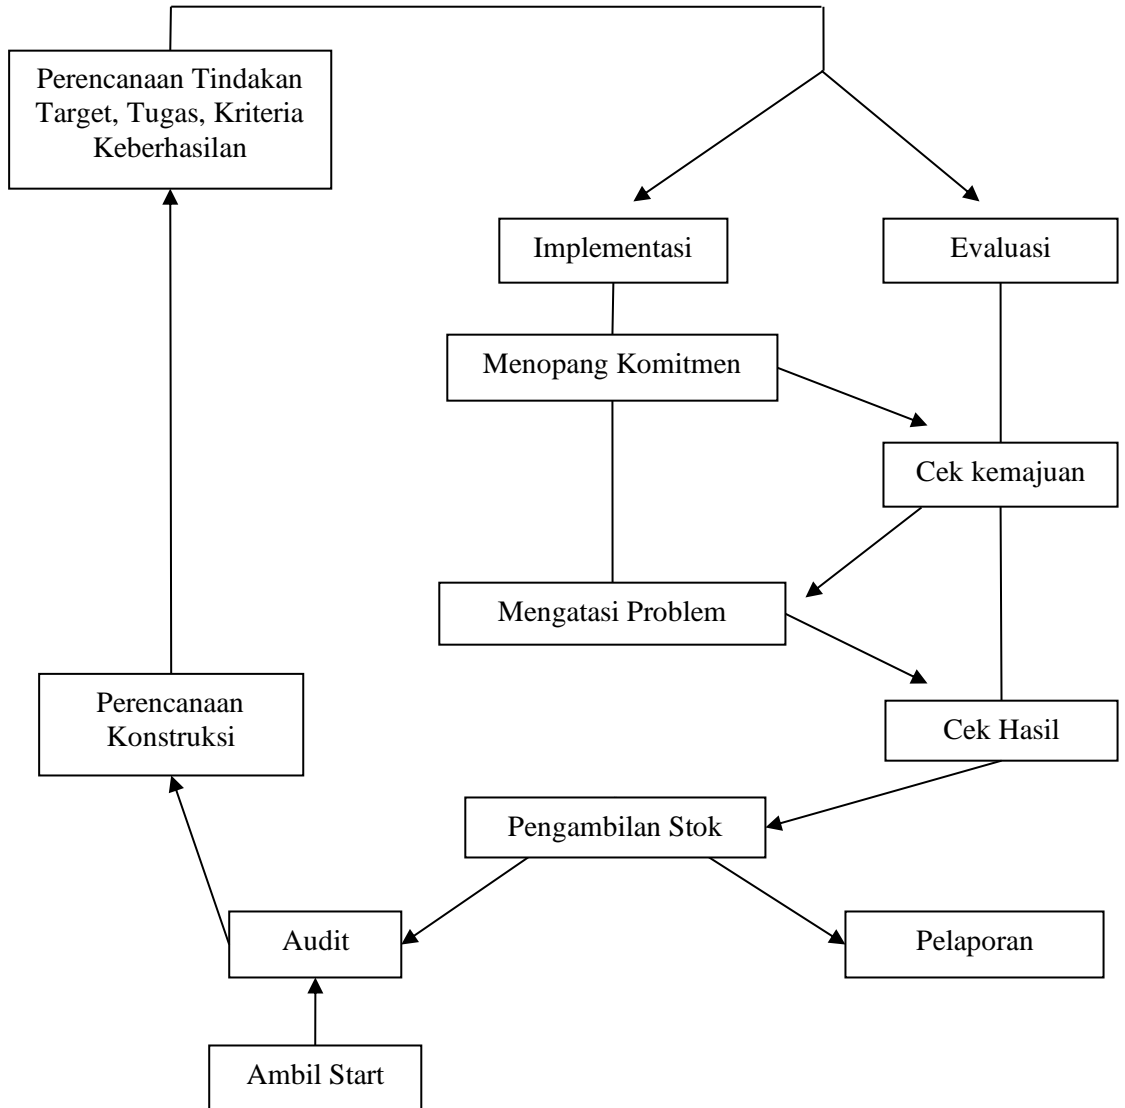 Perencanaan Tindakan
Target, Tugas, Kriteria
Keberhasilan
Implementasi
Evaluasi
Menopang Komitmen
Cek kemajuan
Mengatasi Problem
Perencanaan
Konstruksi
Cek Hasil
Pengambilan Stok
Audit
Pelaporan
Ambil Start